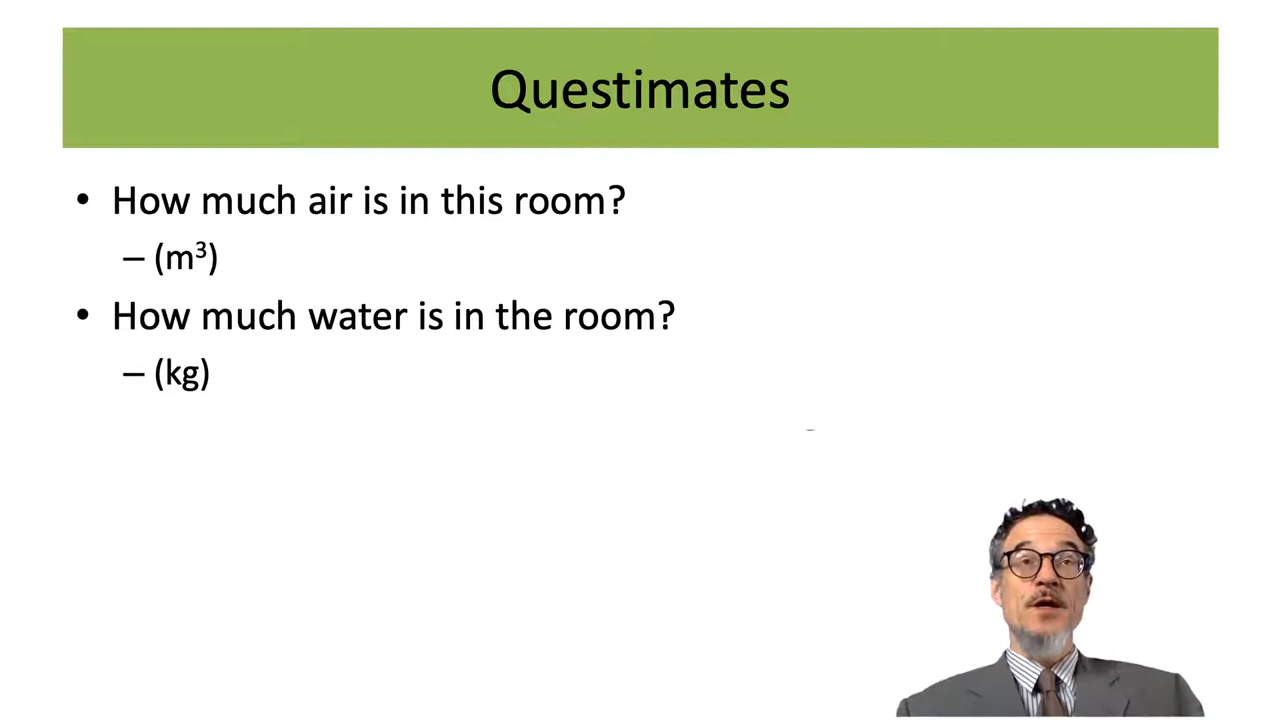 Questimates
• How much air is in this room?
– (m³)
• How much water is in the room?
– (kg)